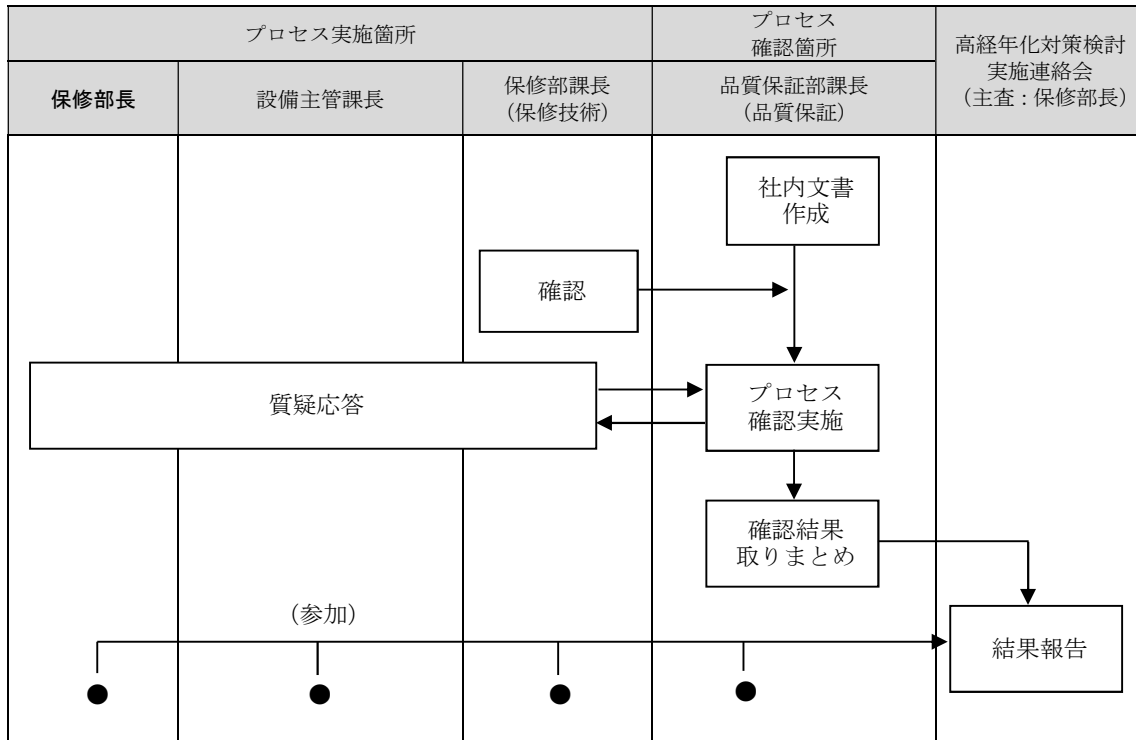 プロセス実施箇所
プロセス
確認箇所
高経年化対策検討
実施連絡会
（主査：保修部長）
保修部長
設備主管課長
保修部課長
（保修技術）
品質保証部課長
（品質保証）
社内文書
作成
確認
質疑応答
プロセス
確認実施
確認結果
取りまとめ
（参加）
結果報告